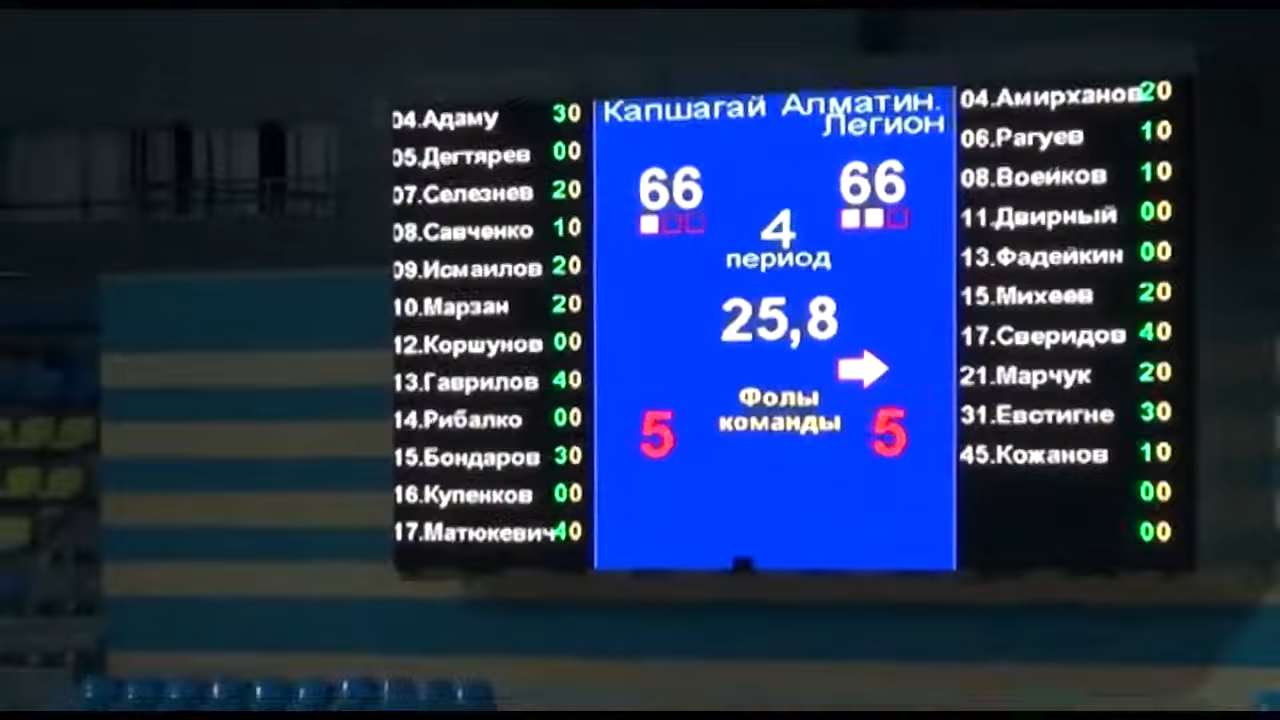 04.Адаму 30
05.Дегтярев 00
07.Селезнев 20
08.Савченко 10
09.Исмаилов 20
10.Марзан 20
12.Коршунов 00
13.Гаврилов 40
14.Рибалко 00
15.Бондаров 30
16.Купенков 00
17.Матюкевич 40
Капшагай Алматин.
Легион
66 66
4
период
25,8
Фолы
команды
5 5
04.Амирханов 20
06.Рагуев 10
08.Воейков 10
11.Двирный 00
13.Фадейкин 00
15.Михеев 20
17.Свиридов 40
21.Марчук 20
31.Евстигне 30
45.Кожанов 10
00
00